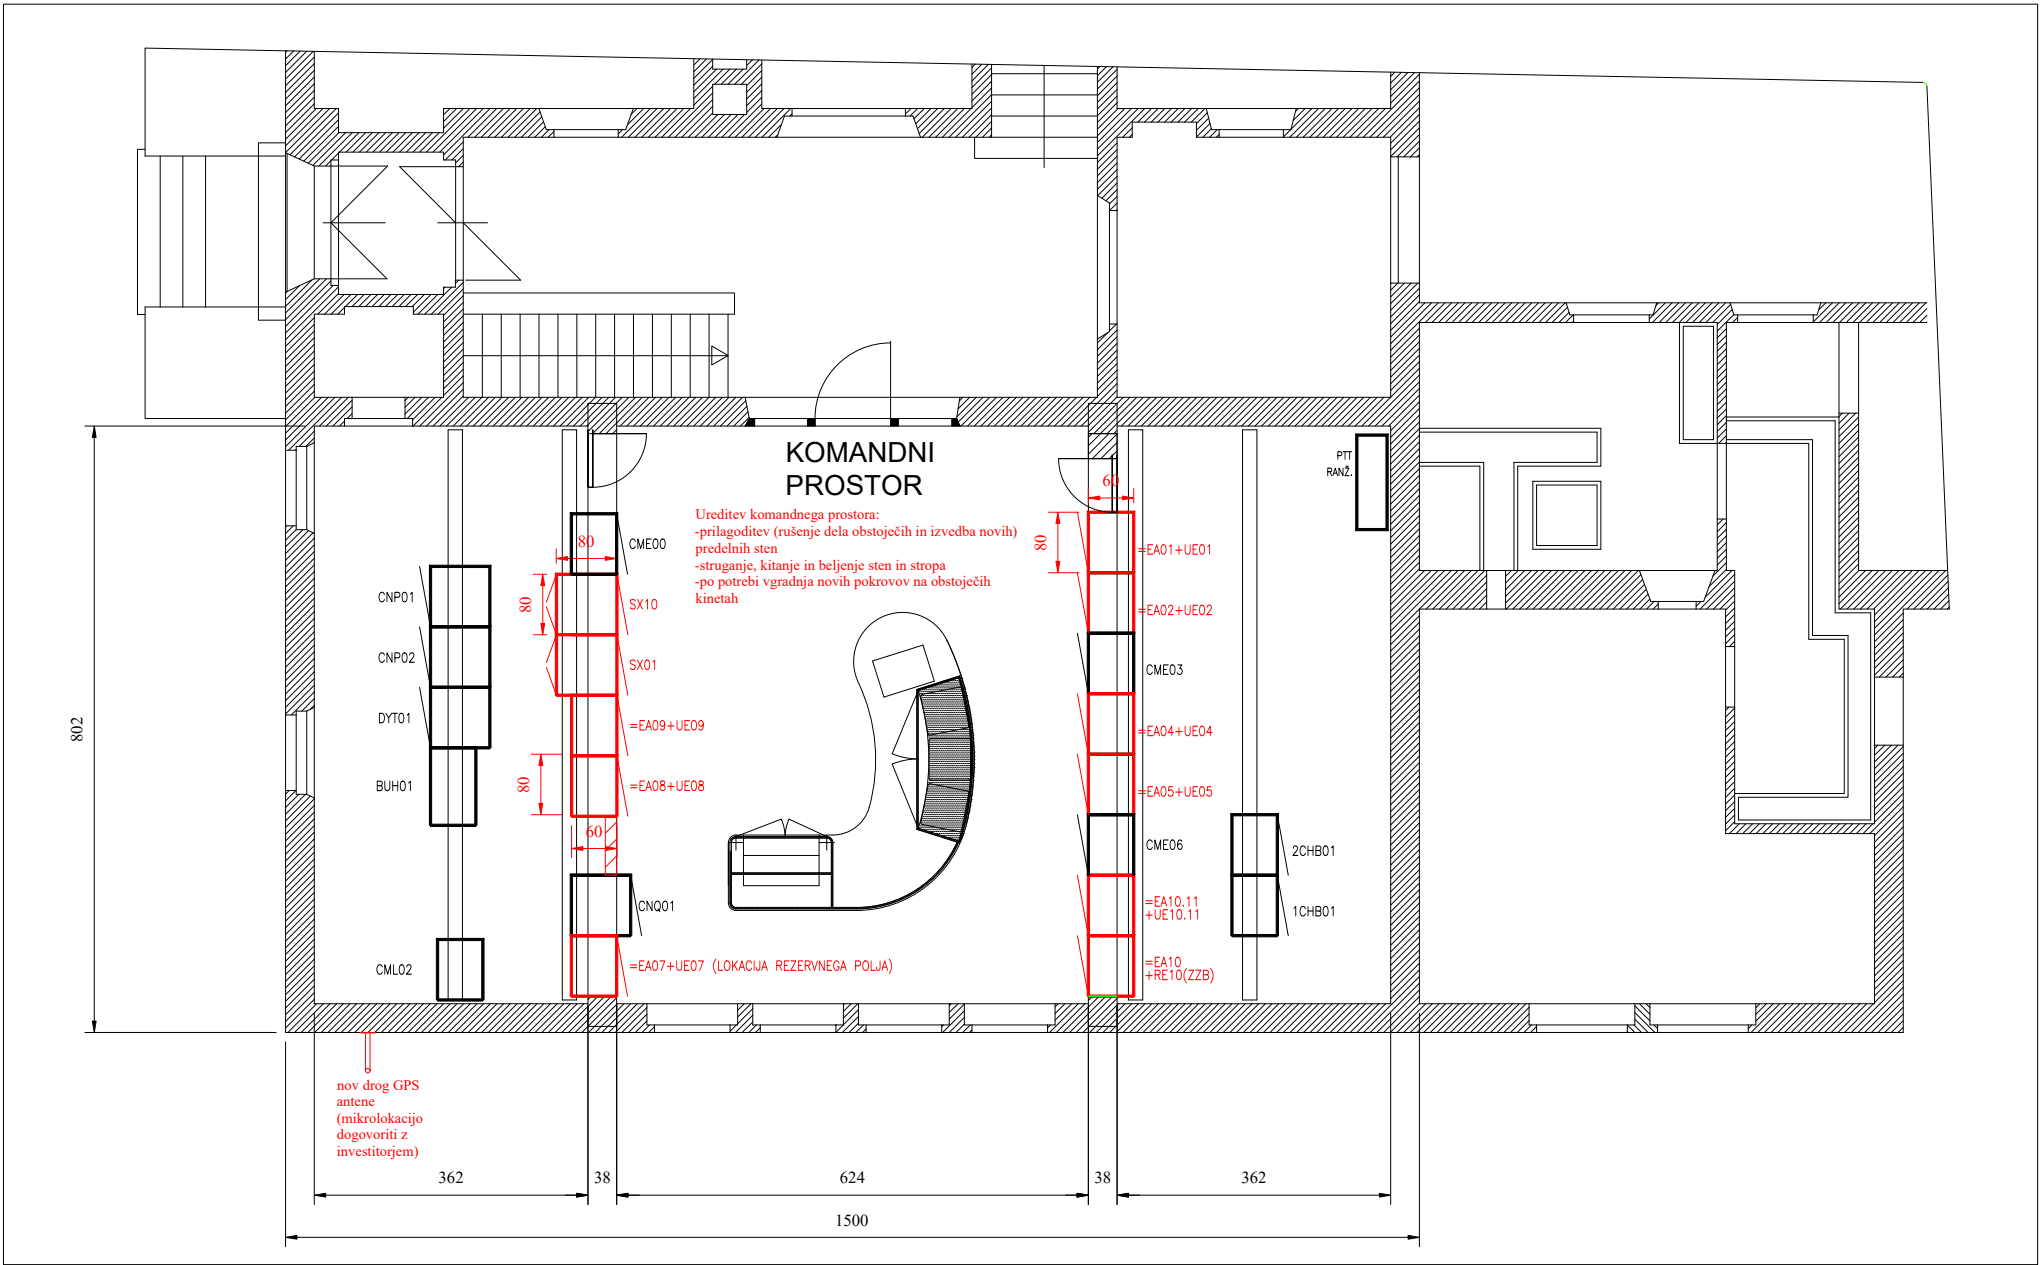 KOMANDNI
PROSTOR
Ureditev komandnega prostora:
-prilagoditev (rušenje dela obstoječih in izvedba novih)
predelnih sten
-struganje, kitanje in beljenje sten in stropa
-po potrebi vgradnja novih pokrovov na obstoječih
kinetah
PTT
RANŽ.
60
80
80
80
80
60
CME00
SX10
SX01
=EA09+UE09
=EA08+UE08
CNQ01
=EA07+UE07 (LOKACIJA REZERVNEGA POLJA)
CNP01
CNP02
DYT01
BUH01
CML02
=EA01+UE01
=EA02+UE02
CME03
=EA04+UE04
=EA05+UE05
CME06
=EA10.11
+UE10.11
=EA10
+RE10(ZZB)
2CHB01
1CHB01
802
nov drog GPS
antene
(mikrolokacijo
dogovoriti z
investitorjem)
362
38
624
38
362
1500